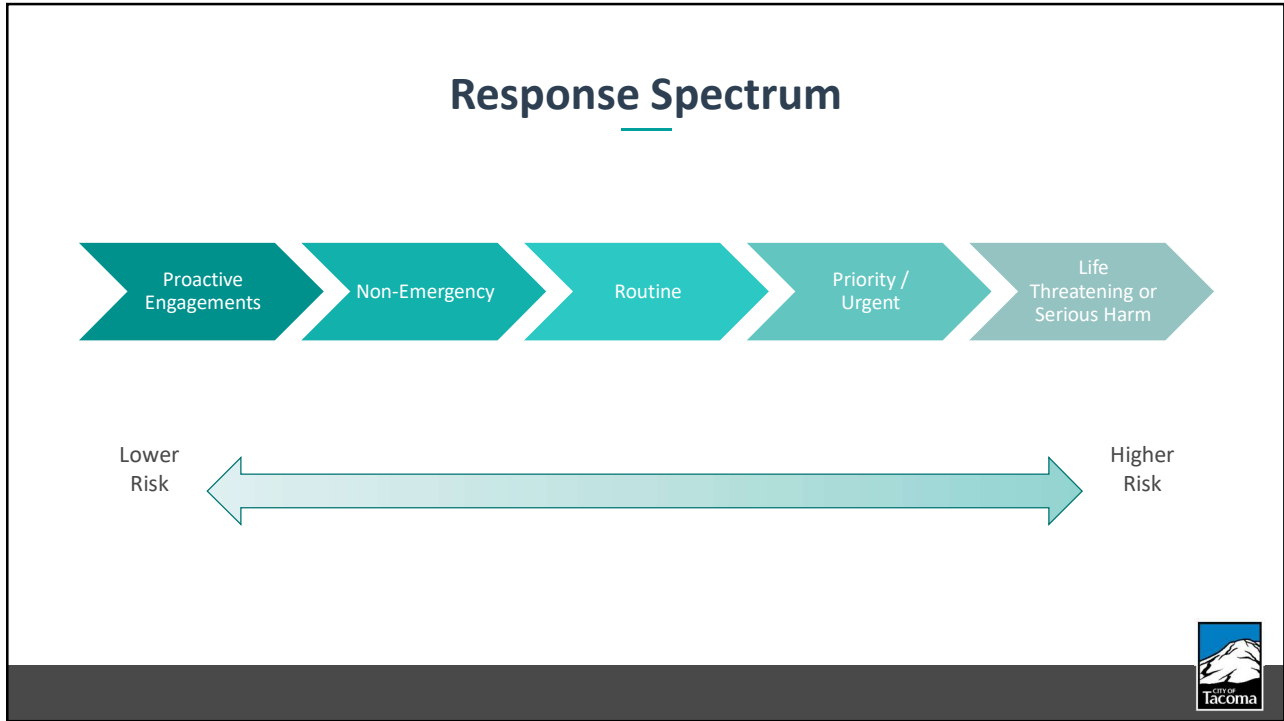 Response Spectrum
Proactive
Engagements
Non-Emergency
Routine
Priority /
Urgent
Life
Threatening or
Serious Harm
Lower
Risk
Higher
Risk
CITY OF
Tacoma